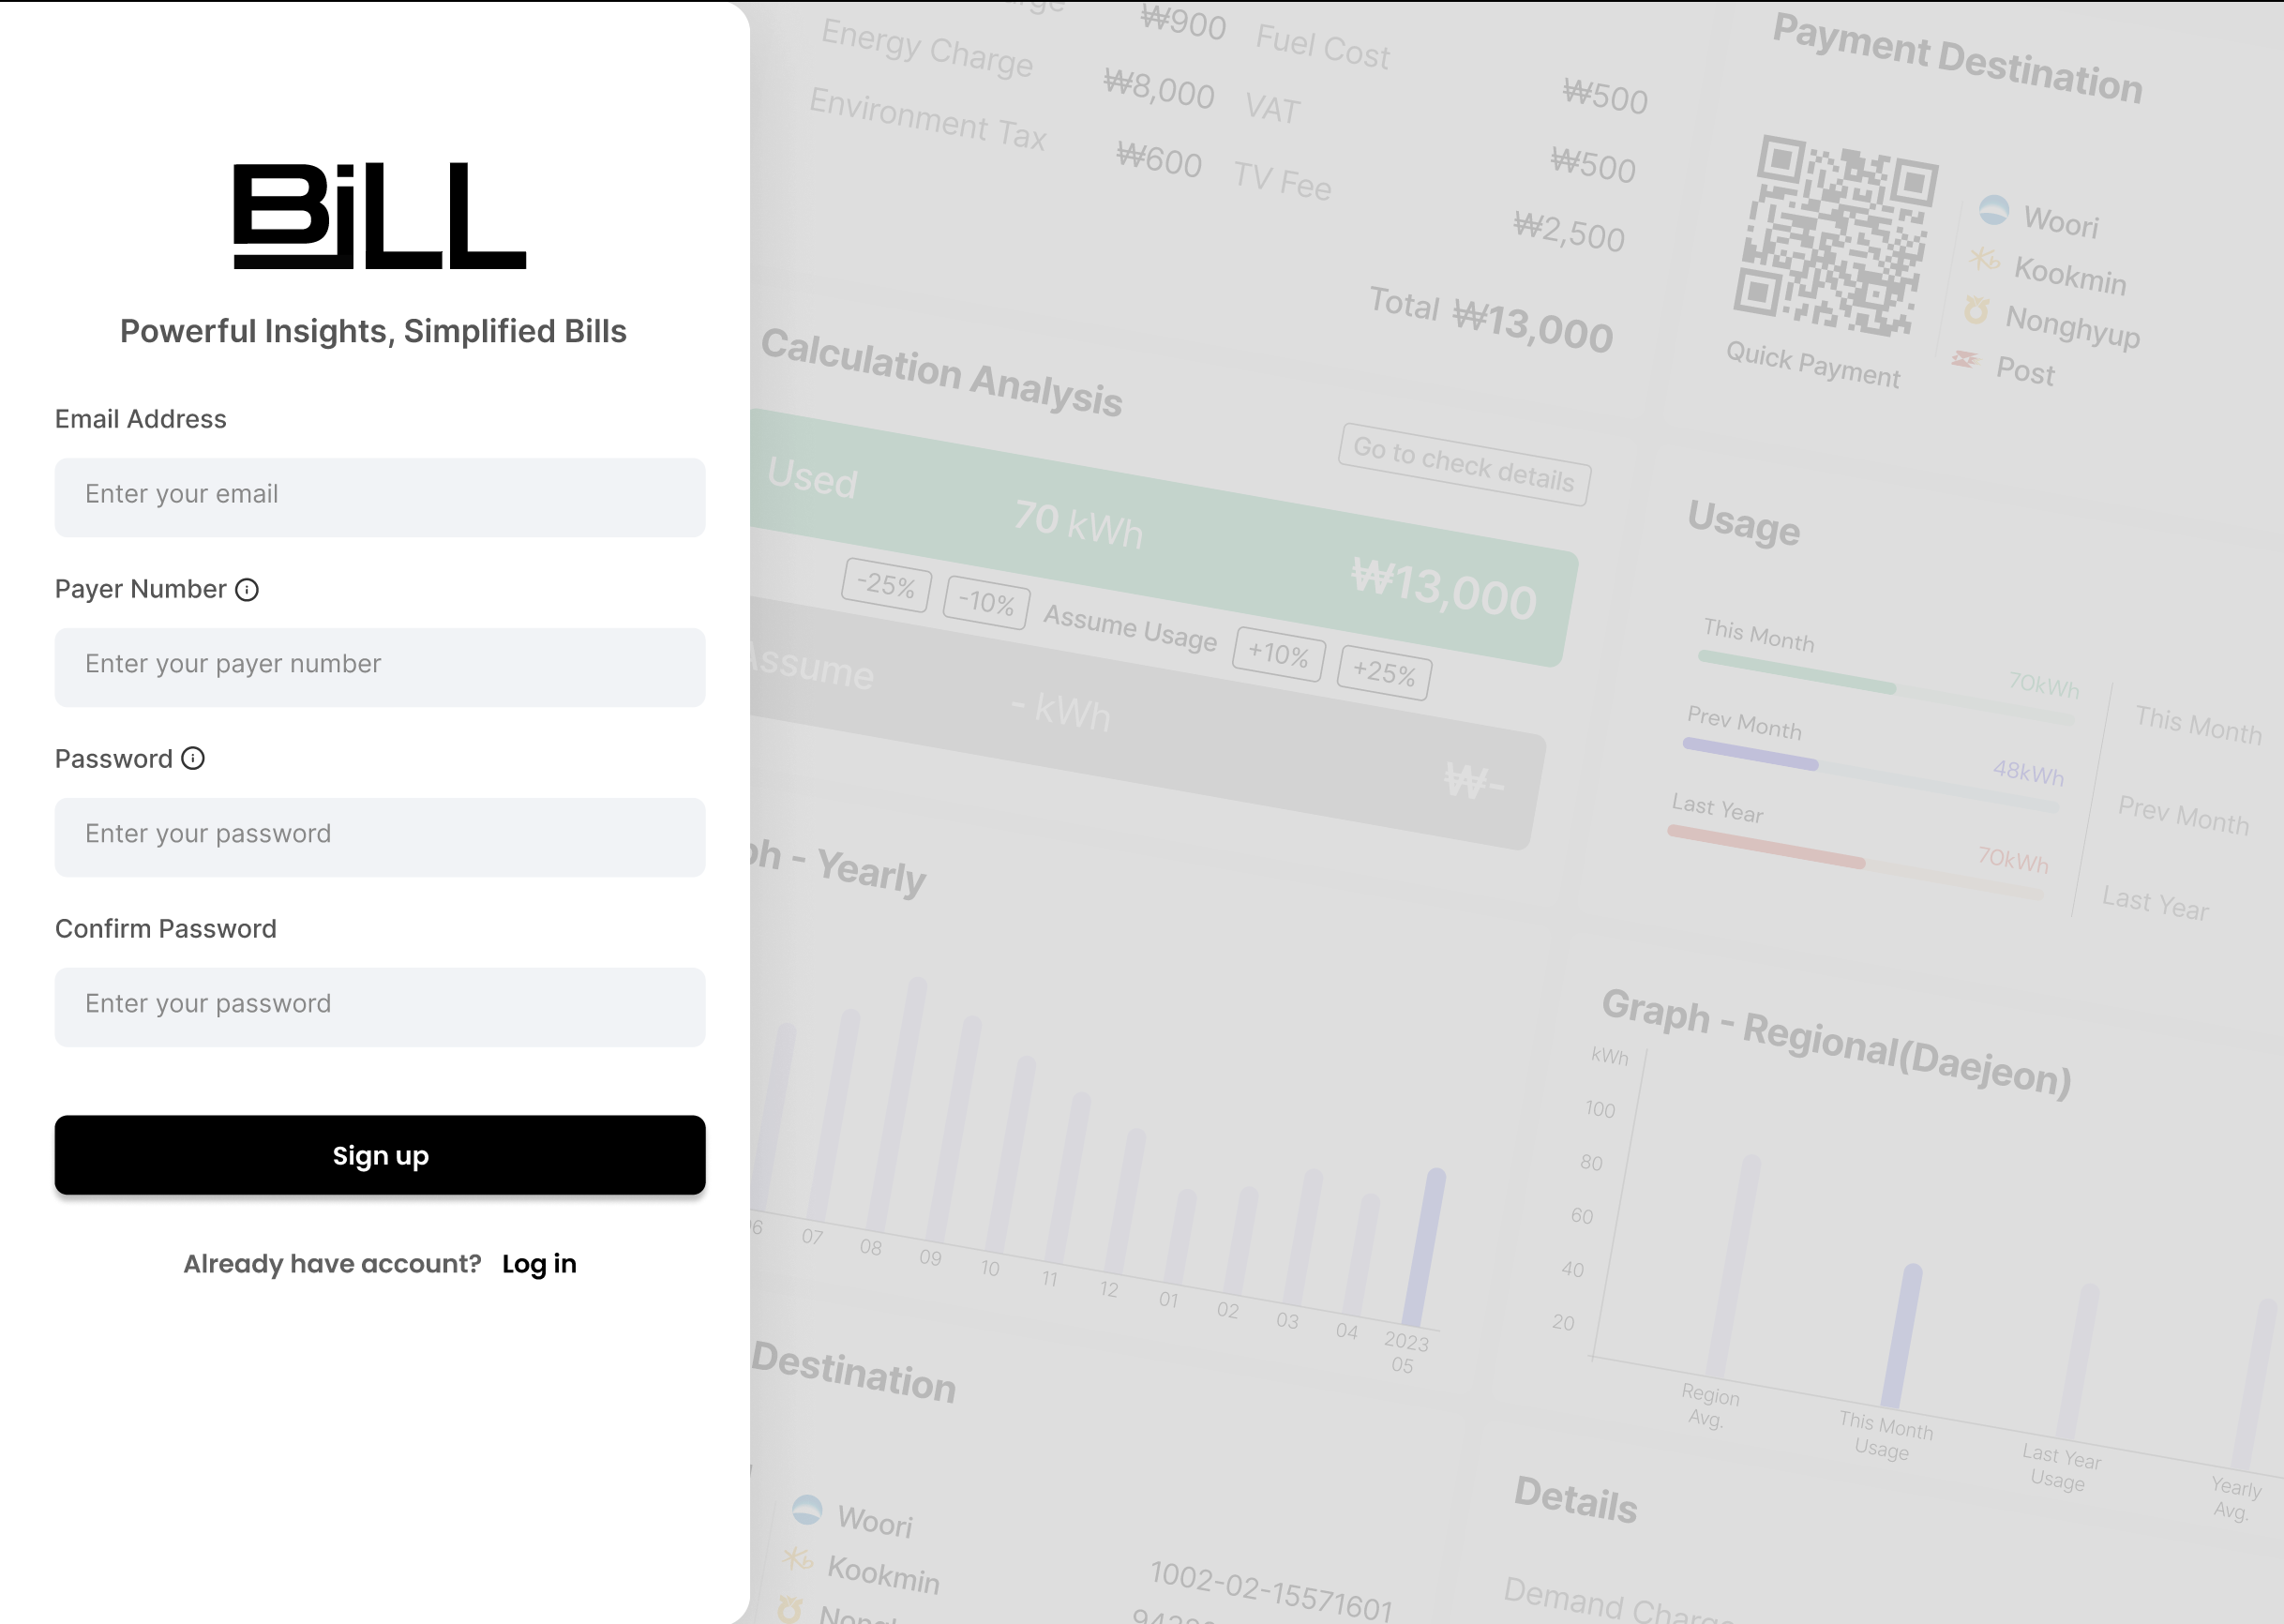 BiLL
Powerful Insights, Simplified Bills
Email Address
Enter your email
Payer Number
Enter your payer number
Password
Enter your password
Confirm Password
Enter your password
Sign up
Already have account? Log in
₩900
Fuel Cost
₩500
Energy Charge
₩8,000
VAT
₩500
Environment Tax
₩600
TV Fee
₩2,500
Total ₩13,000
Payment Destination
Quick Payment
Woori
Kookmin
Nonghyup
Post
Calculation Analysis
Go to check details
Used
70 kWh
₩13,000
-25%
-10%
Assume Usage
+10%
+25%
Assume
- kWh
₩-
Usage
This Month
70kWh
Prev Month
48kWh
Last Year
70kWh
This Month
Prev Month
Last Year
- Yearly
07
08
09
10
11
12
01
02
03
04
2023
05
Graph - Regional(Daejeon)
kWh
100
80
60
40
20
Region
Avg.
This Month
Usage
Last Year
Usage
Yearly
Avg.
Destination
Woori
Kookmin
1002-02-15571601
Details
Demand